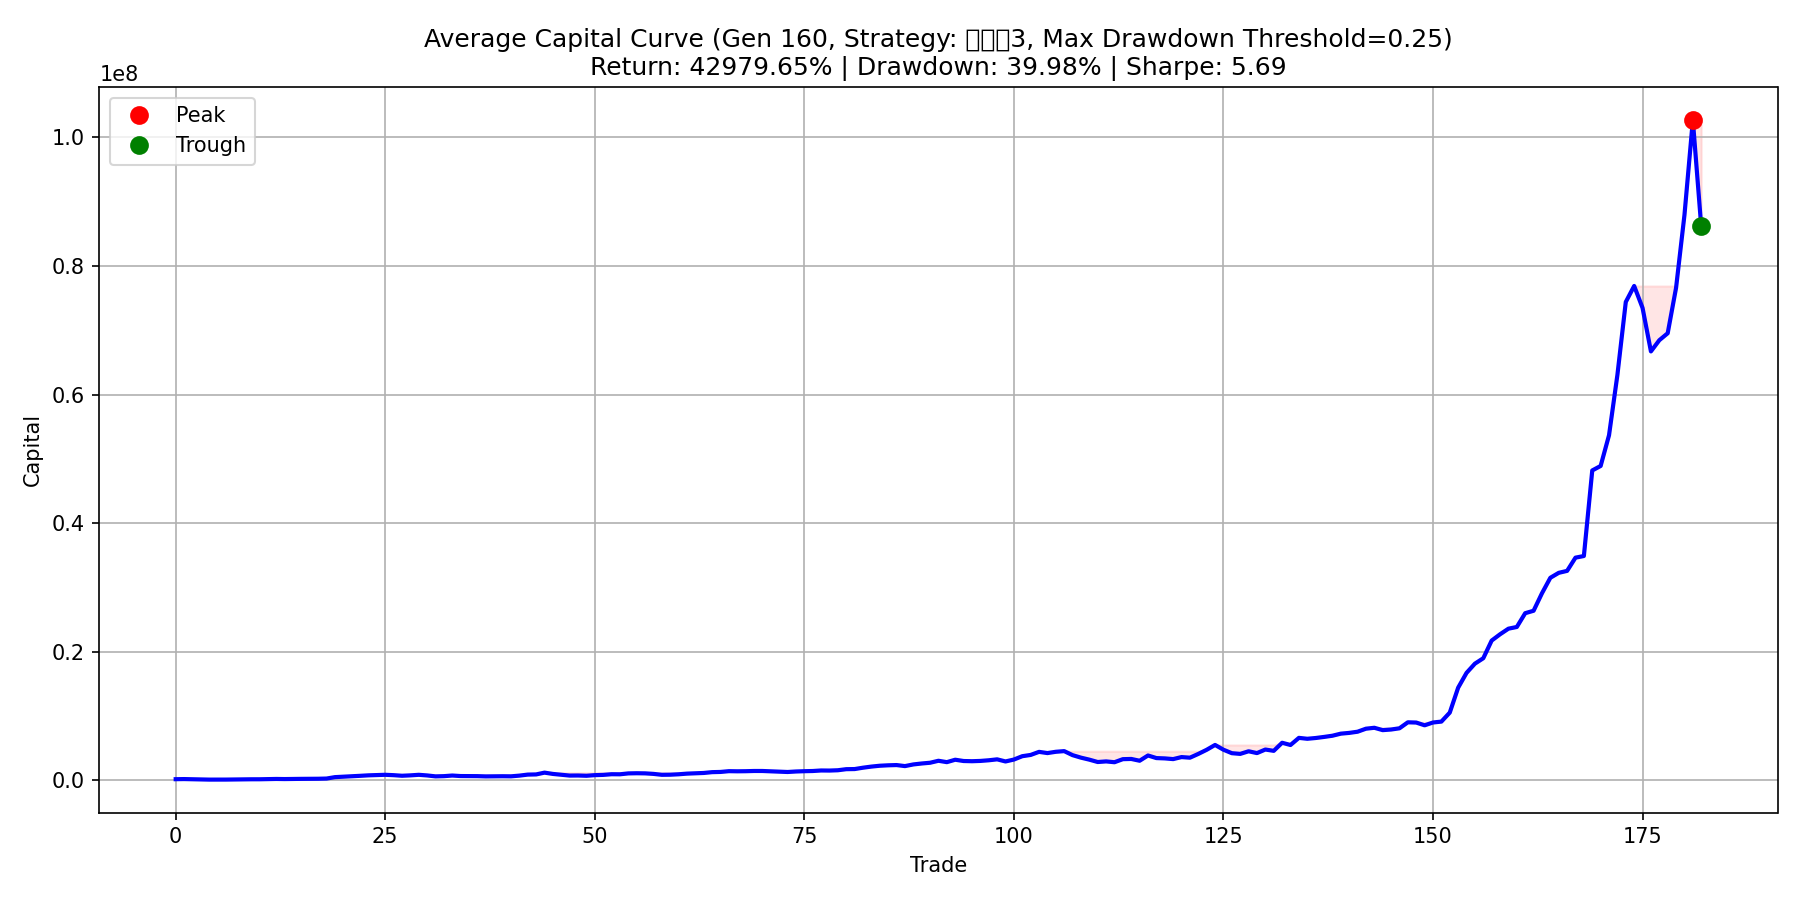 Average Capital Curve (Gen 160, Strategy: 3, Max Drawdown Threshold=0.25)
Return: 42979.65% | Drawdown: 39.98% | Sharpe: 5.69
1e8
Peak
Trough
1.0
0.8
0.6
0.4
0.2
0.0
Capital
0 25 50 75 100 125 150 175
Trade